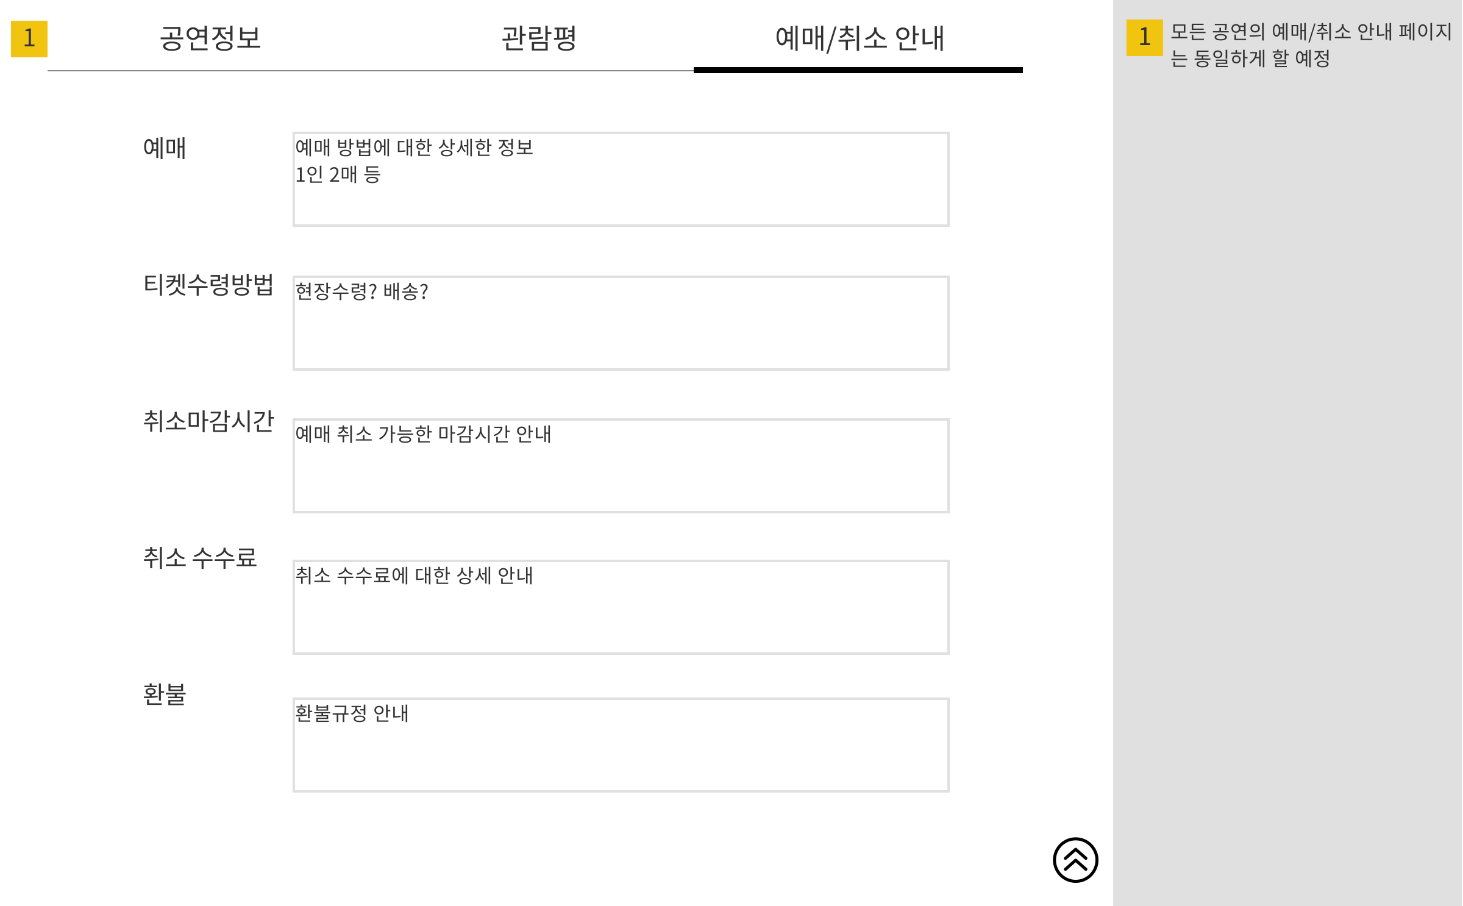 1
공연정보
관람평
예매/취소 안내
예매
예매 방법에 대한 상세한 정보
1인 2매 등
티켓수령방법
현장수령? 배송?
취소마감시간
예매 취소 가능한 마감시간 안내
취소 수수료
취소 수수료에 대한 상세 안내
환불
환불규정 안내
1
모든 공연의 예매/취소 안내 페이지
는 동일하게 할 예정